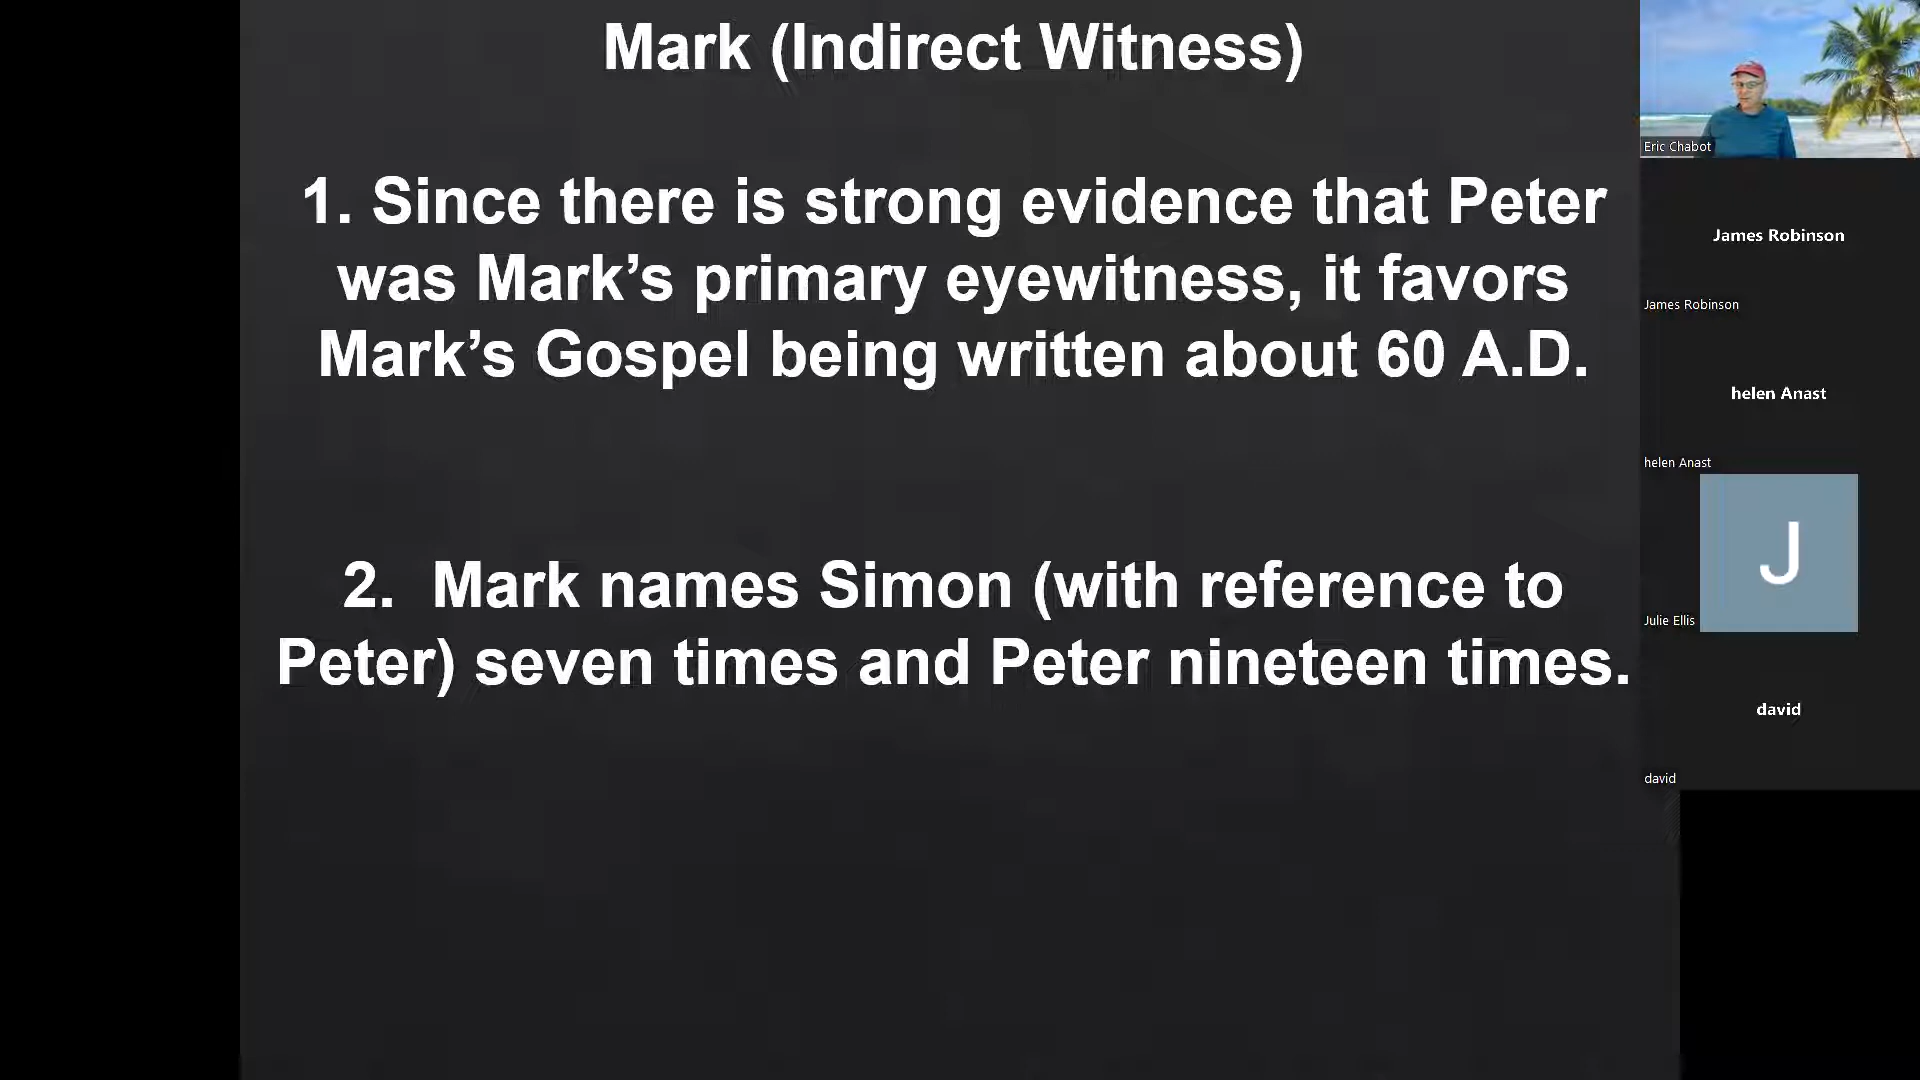 Mark (Indirect Witness)
1. Since there is strong evidence that Peter
was Mark’s primary eyewitness, it favors
Mark’s Gospel being written about 60 A.D.
2. Mark names Simon (with reference to
Peter) seven times and Peter nineteen times.
Eric Chabot
James Robinson
James Robinson
helen Anast
helen Anast
J
Julie Ellis
david
david